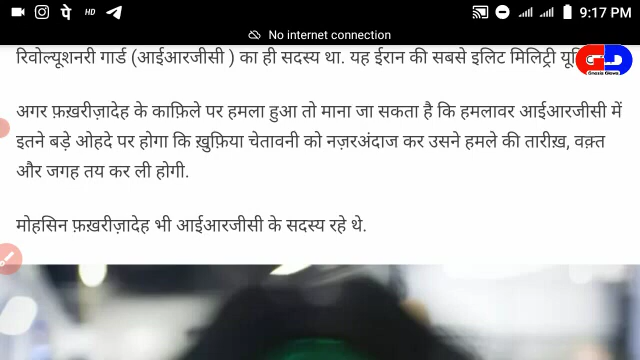 HD
9:17 PM
No internet connection
रिवोल्यूशनरी गार्ड (आईआरजीसी ) का ही सदस्य था. यह ईरान की सबसे इलिट मिलिट्री
अगर फ़ख़रीज़ादेह के काफ़िले पर हमला हुआ तो माना जा सकता है कि हमलावर आईआरजीसी में
इतने बड़े ओहदे पर होगा कि ख़ुफ़िया चेतावनी को नज़रअंदाज कर उसने हमले की तारीख़, वक़्त
और जगह तय कर ली होगी.
मोहसिन फ़ख़रीज़ादेह भी आईआरजीसी के सदस्य रहे थे.